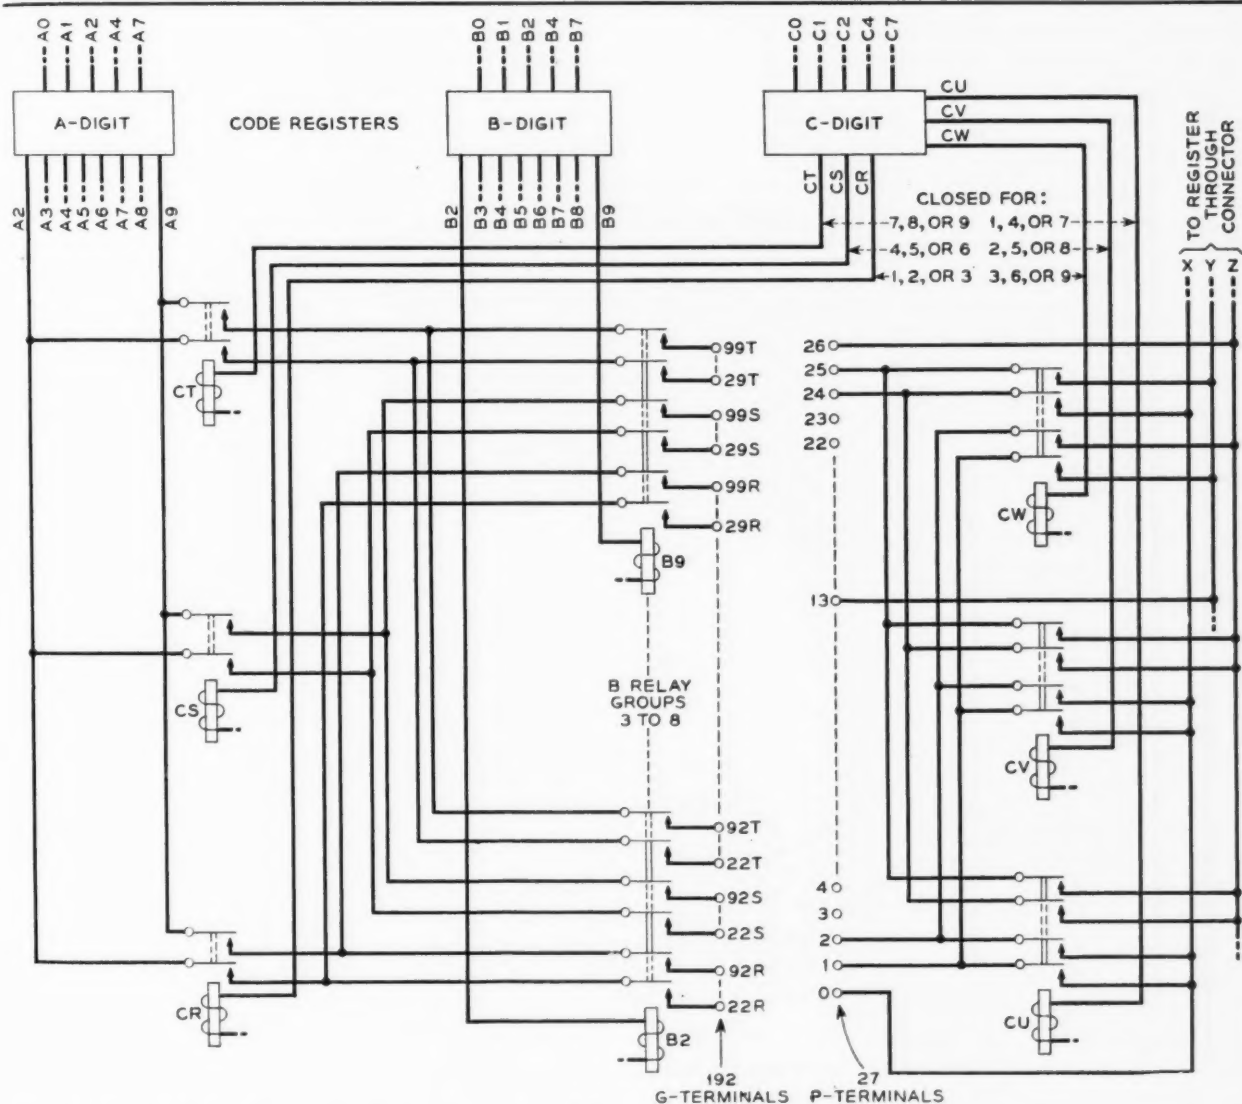 A0 A1 A2 A4 A7
B0 B1 B2 B4 B7
C0 C1 C2 C4 C7
A-DIGIT
CODE REGISTERS
B-DIGIT
C-DIGIT
CU
CV
CW
A2 A3 A4 A5 A6 A7 A8 A9
B2 B3 B4 B5 B6 B7 B8 B9
CT CS CR
CLOSED FOR:
7, 8, OR 9 1, 4, OR 7
4, 5, OR 6 2, 5, OR 8
1, 2, OR 3 3, 6, OR 9
TO REGISTER
THROUGH
CONNECTOR
X Y Z
CT
99T
29T
99S
29S
99R
29R
B9
26
25
24
23
22
CW
13
CS
B RELAY
GROUPS
3 TO 8
CV
92T
22T
92S
22S
92R
22R
4
3
2
1
0
CR
B2
CU
192
G-TERMINALS
27
P-TERMINALS